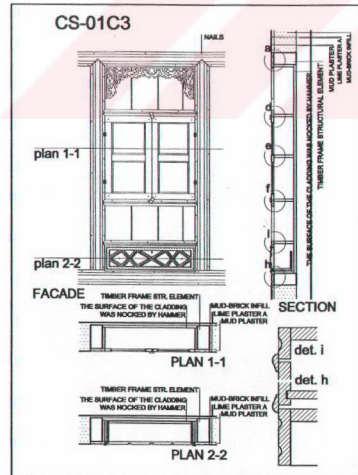 CS-01C3
NAILS
plan 1-1
plan 2-2
FACADE
TIMBER FRAME STR. ELEMENT
THE SURFACE OF THE CLADDING
WAS NOCKED BY HAMMER
MUD-BRICK INFILL
LIME PLASTER A
MUD PLASTER
PLAN 1-1
TIMBER FRAME STR. ELEMENT
THE SURFACE OF THE CLADDING
WAS NOCKED BY HAMMER
MUD-BRICK INFILL
LIME PLASTER A
MUD PLASTER
PLAN 2-2
a
d
e
f
i
h
THE SURFACE OF THE CLADDING WAS NOCKED BY HAMMER
TIMBER FRAME STRUCTURAL ELEMENT
MUD PLASTER/
LIME PLASTER A
MUD-BRICK INFILL
SECTION
det. i
det. h